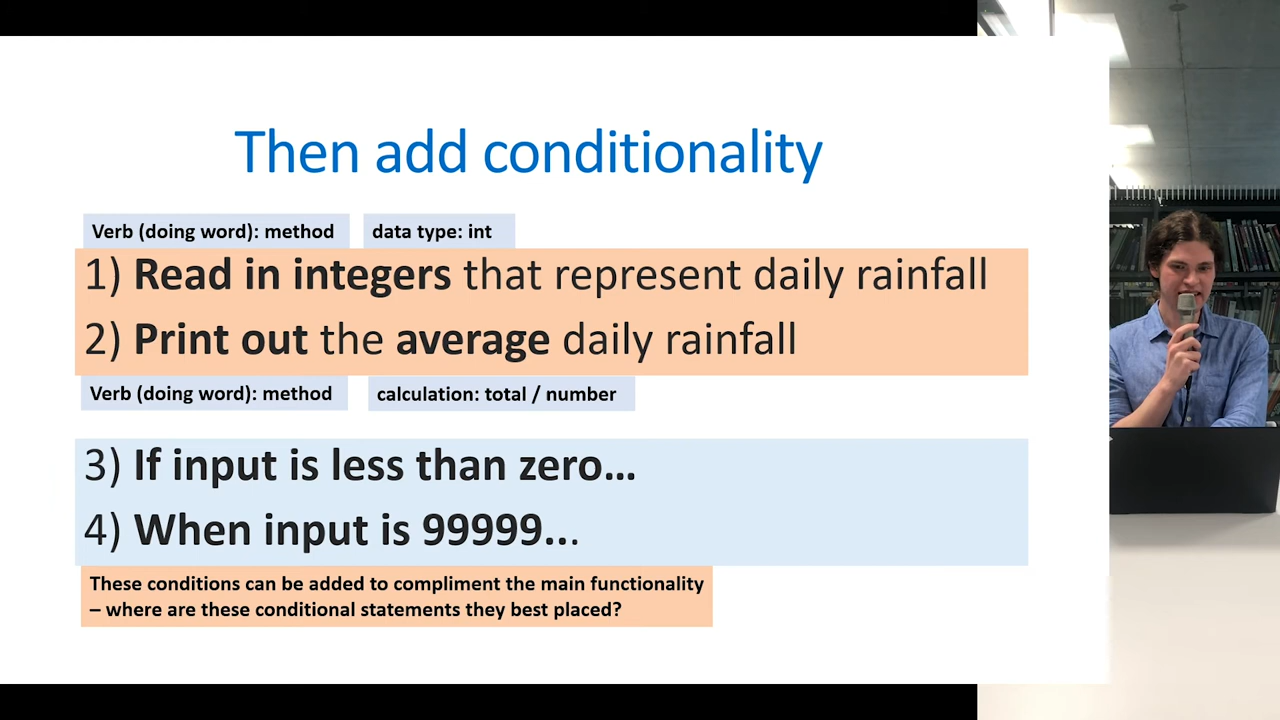 Then add conditionality
Verb (doing word): method
data type: int
1) Read in integers that represent daily rainfall
2) Print out the average daily rainfall
Verb (doing word): method
calculation: total / number
3) If input is less than zero...
4) When input is 99999...
These conditions can be added to compliment the main functionality
– where are these conditional statements they best placed?